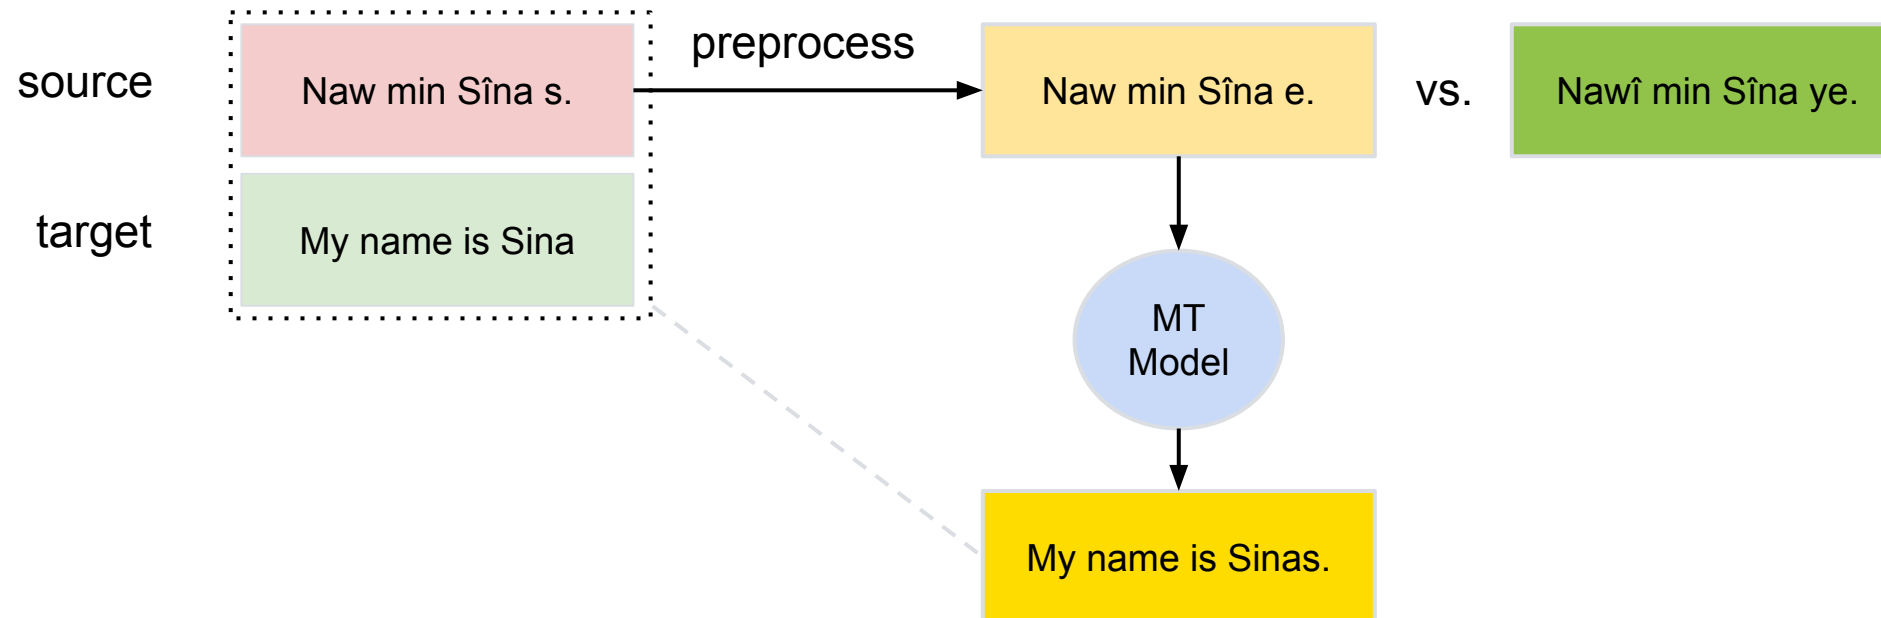 preprocess
source
Naw min Sîna s.
Naw min Sîna e.
vs.
Nawî min Sîna ye.
target
My name is Sina
MT
Model
My name is Sinas.